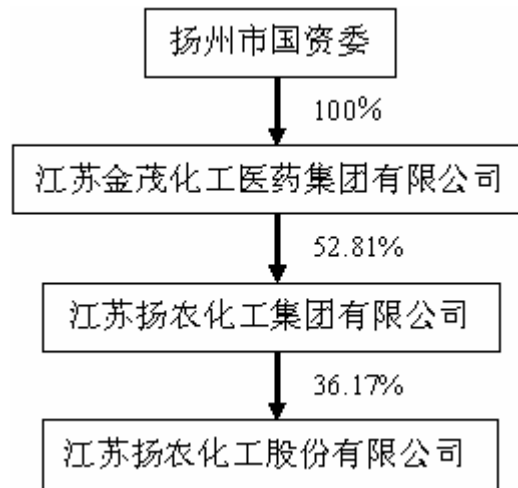 扬州市国资委
100%
江苏金茂化工医药集团有限公司
52.81%
江苏扬农化工集团有限公司
36.17%
江苏扬农化工股份有限公司